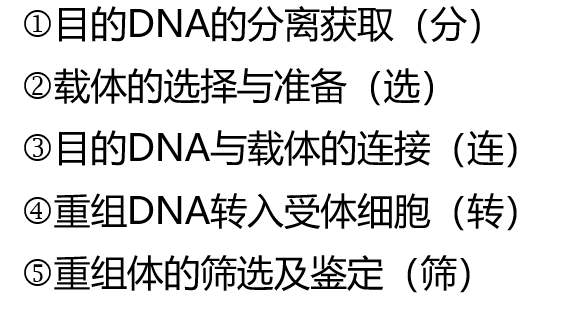 ①目的DNA的分离获取（分）
②载体的选择与准备（选）
③目的DNA与载体的连接（连）
④重组DNA转入受体细胞（转）
⑤重组体的筛选及鉴定（筛）